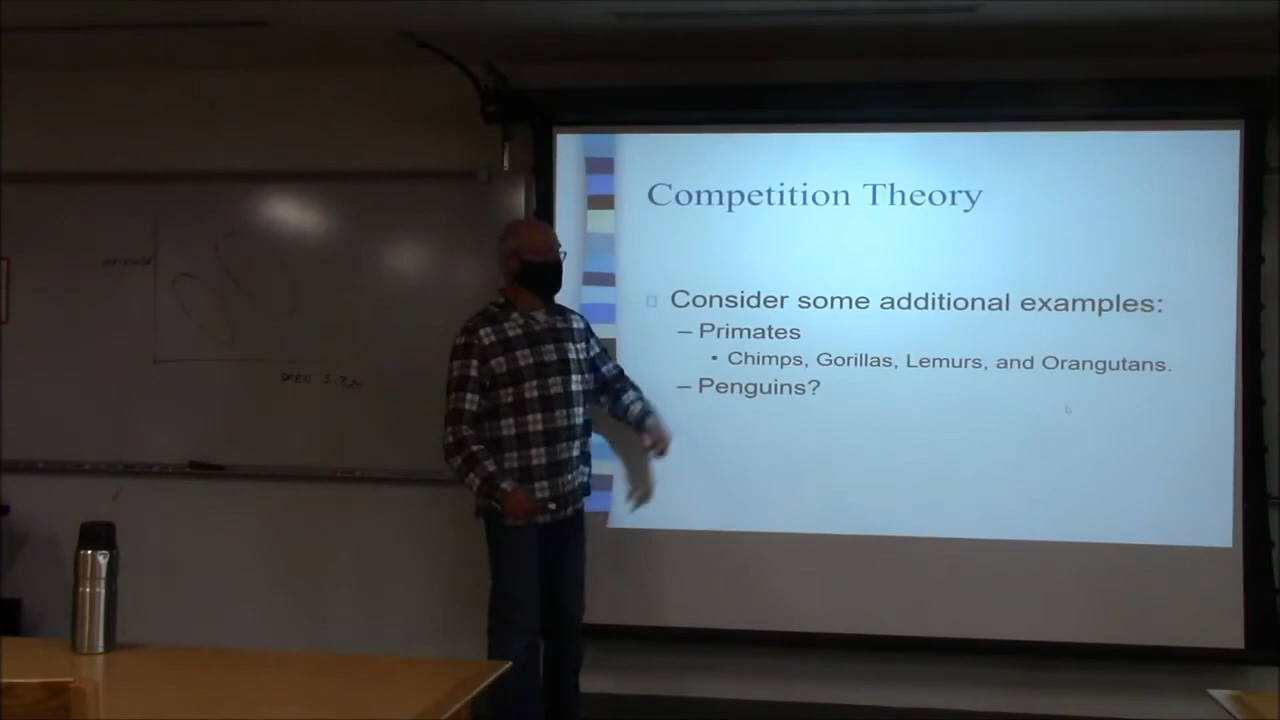 Competition Theory
Consider some additional examples:
– Primates
• Chimps, Gorillas, Lemurs, and Orangutans.
– Penguins?